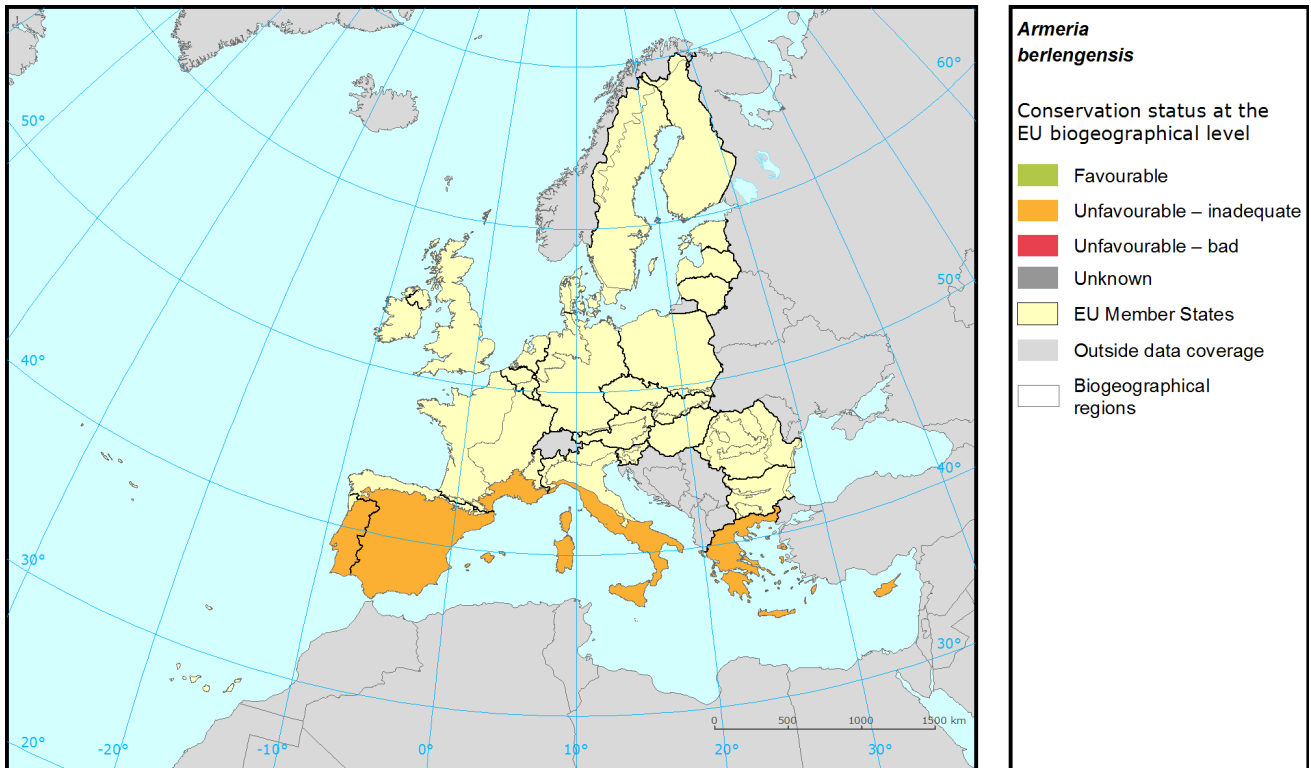 60°
50°
50°
40°
40°
30°
30°
20°
-20°
-10°
0°
10°
20°
30°
0 500 1000 1500 km
Armeria
berlengensis
Conservation status at the
EU biogeographical level
Favourable
Unfavourable – inadequate
Unfavourable – bad
Unknown
EU Member States
Outside data coverage
Biogeographical
regions